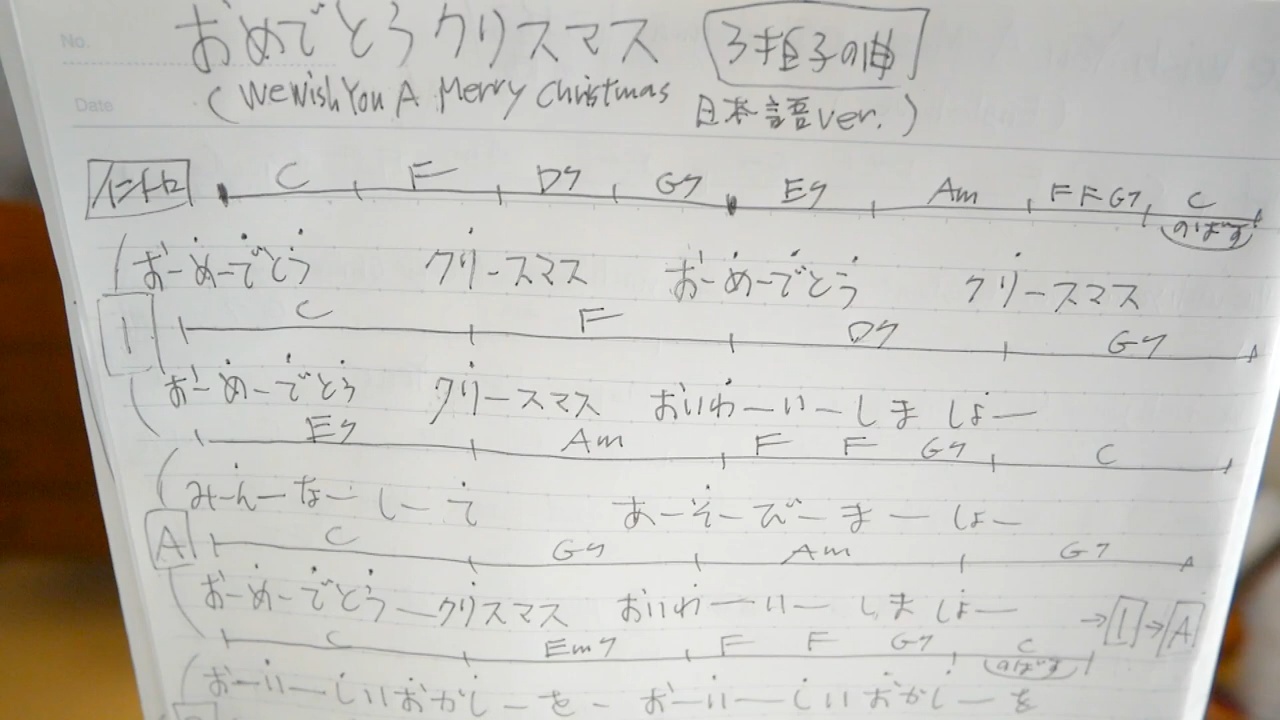 No.
おめでとうクリスマス 3拍子の曲
Date
(We Wish You A Merry Christmas 日本語ver.)
イントロ C F D7 G7 E7 Am F F G7 C
のばす
おーめーでとう クリースマス おーめーでとう クリースマス
1 C F D7 G7
おーめーでとう クリースマス おいわーいーしましょー
E7 Am F F G7 C
みーんーなーしーて あーそーびーまーしょー
A C G7 Am G7
おーめーでとうークリスマス おいわーいーしましょー
C Em7 F F G7 C → 1 → A
のばす
おーいーしいおかしーをーおーいーしいおかしーを